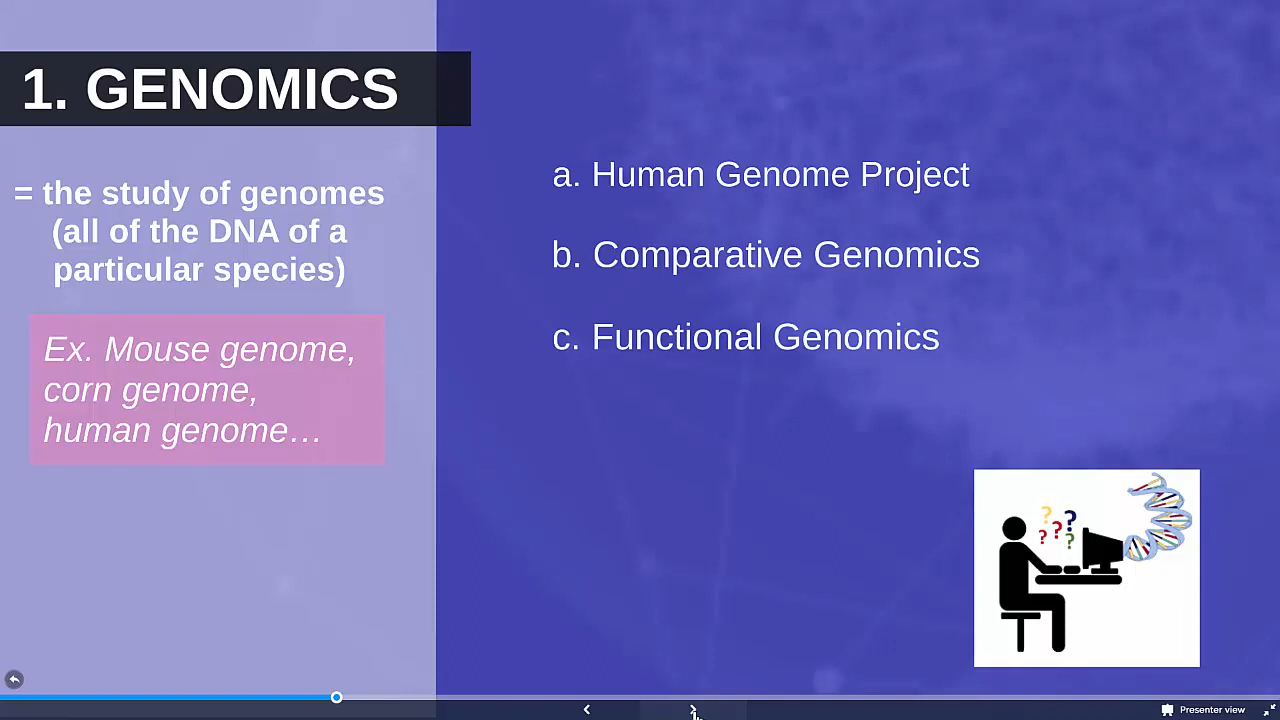 1. GENOMICS
= the study of genomes
(all of the DNA of a
particular species)
Ex. Mouse genome,
corn genome,
human genome…
a. Human Genome Project
b. Comparative Genomics
c. Functional Genomics
? ? ? ? ?
Presenter view